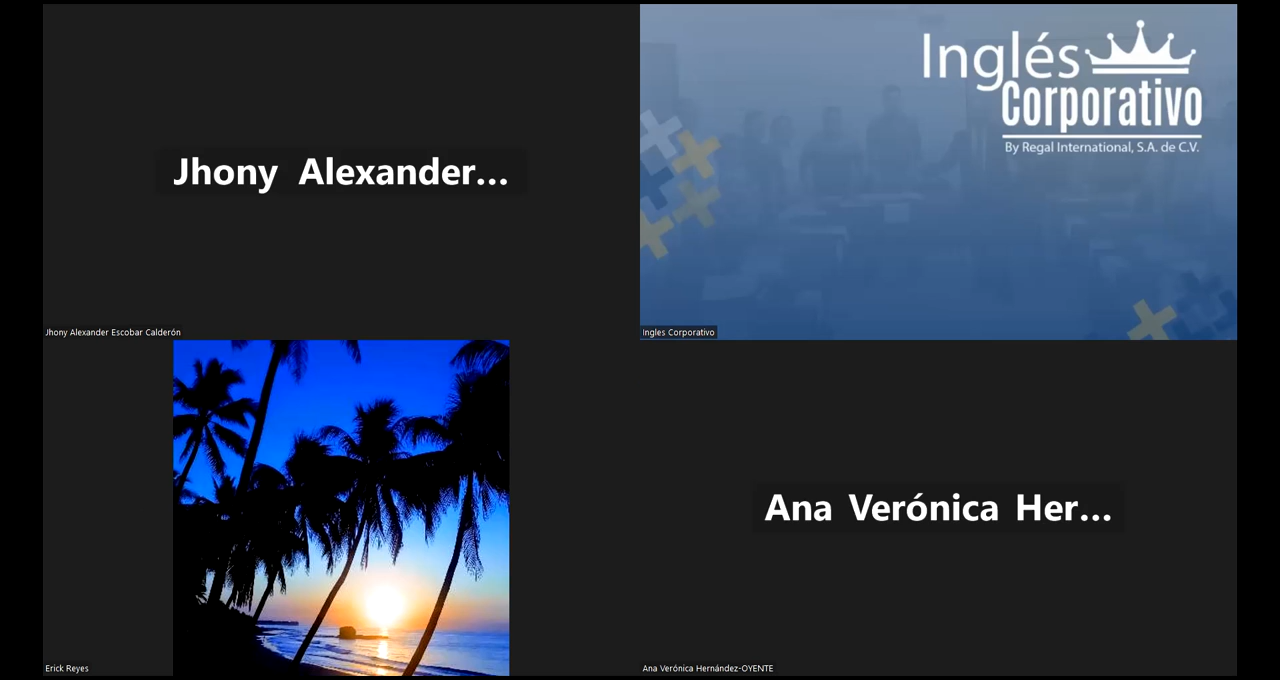 Jhony Alexander...
Jhony Alexander Escobar Calderón
Inglés
Corporativo
By Regal International, S.A. de C.V.
Ingles Corporativo
Erick Reyes
Ana Verónica Her...
Ana Verónica Hernández-OYENTE